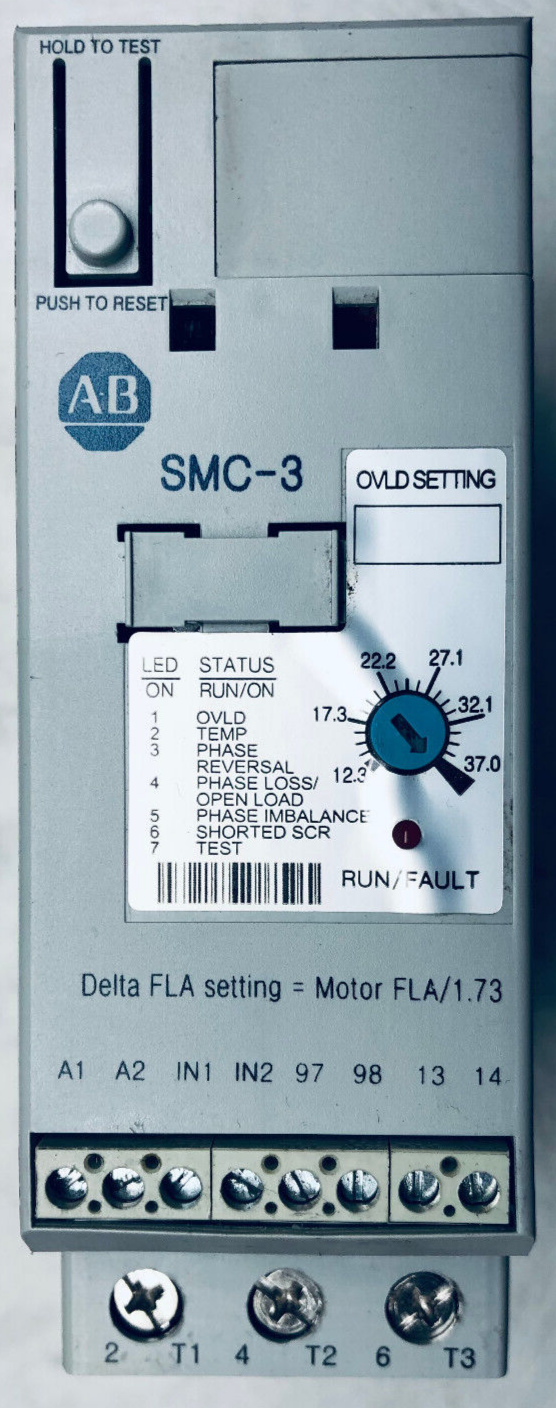 HOLD TO TEST
PUSH TO RESET
A·B
SMC-3
OVLD SETTING
LED STATUS
ON RUN/ON
1 OVLD
2 TEMP
3 PHASE
REVERSAL
4 PHASE LOSS/
OPEN LOAD
5 PHASE IMBALANCE
6 SHORTED SCR
7 TEST
12.3
17.3
22.2
27.1
32.1
37.0
RUN/FAULT
Delta FLA setting = Motor FLA/1.73
A1 A2 IN1 IN2 97 98 13 14
2 T1 4 T2 6 T3